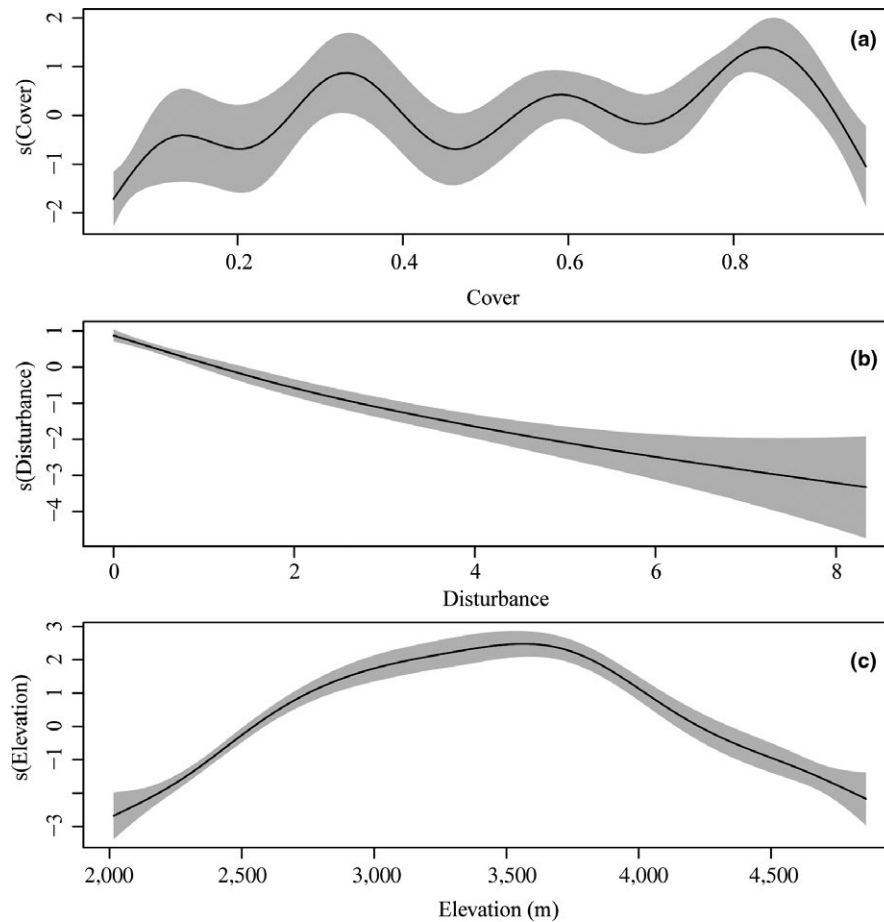 (a)
s(Cover)
2
1
0
−1
−2
0.2 0.4 0.6 0.8
Cover
(b)
s(Disturbance)
1
0
−1
−2
−3
−4
0 2 4 6 8
Disturbance
(c)
s(Elevation)
3
2
1
0
−1
−3
2,000 2,500 3,000 3,500 4,000 4,500
Elevation (m)